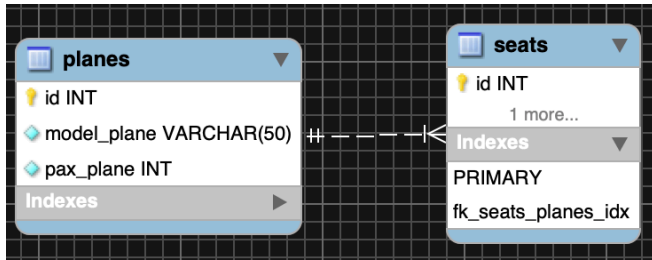 planes
id INT
model_plane VARCHAR(50)
pax_plane INT
Indexes
seats
id INT
1 more...
Indexes
PRIMARY
fk_seats_planes_idx